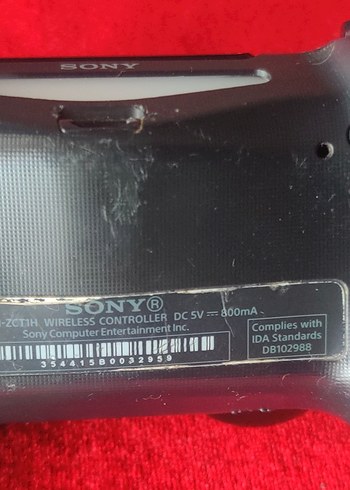 SONY
SONY®
-ZCT1H WIRELESS CONTROLLER DC 5V ⎓ 800mA
Sony Computer Entertainment Inc.
354415B0032959
Complies with
IDA Standards
DB102988